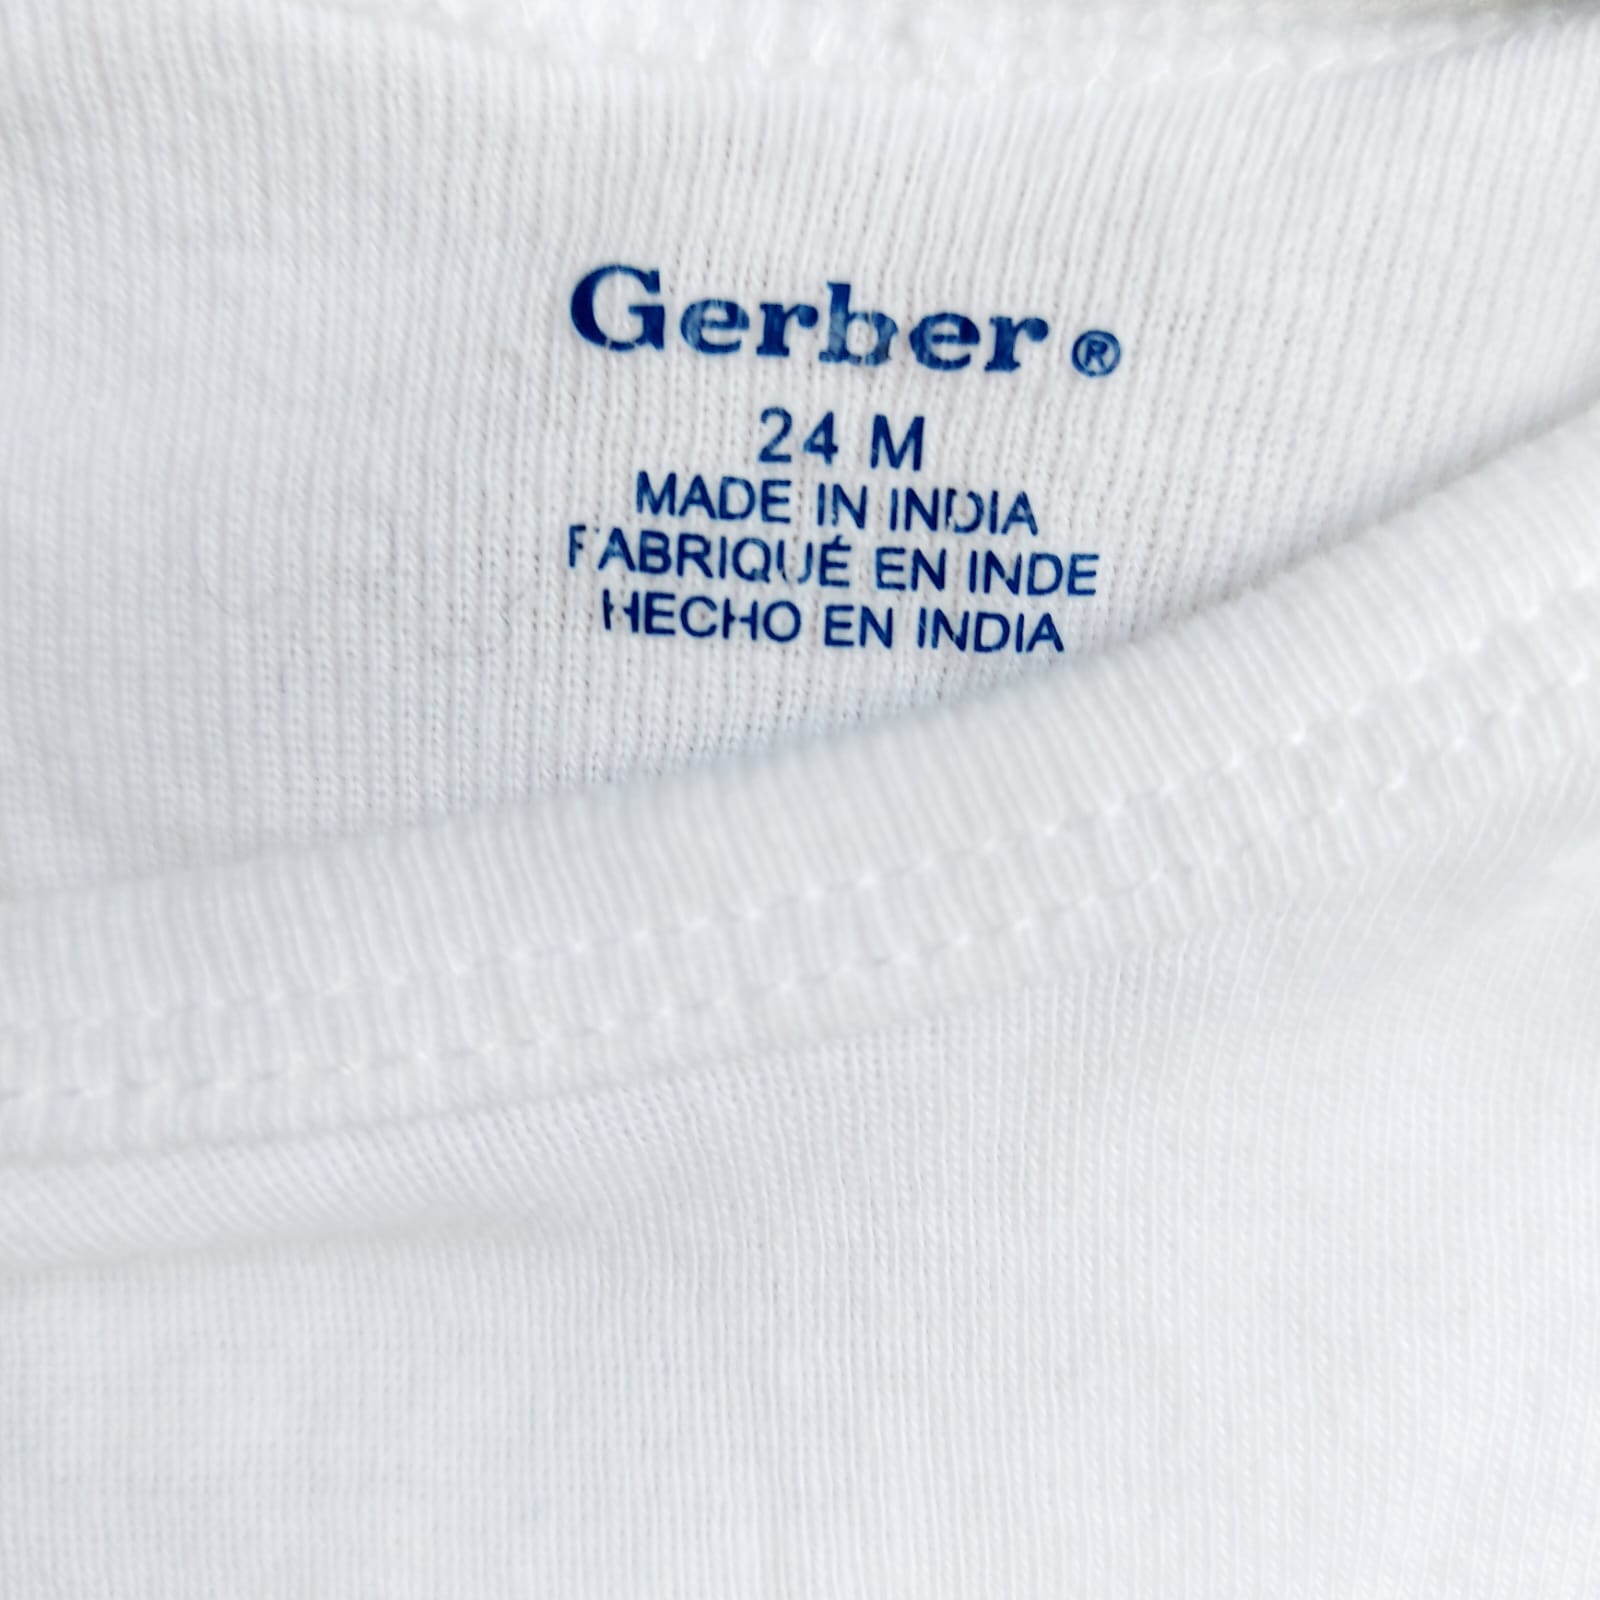 Gerber®
24 M
MADE IN INDIA
FABRIQUÉ EN INDE
HECHO EN INDIA